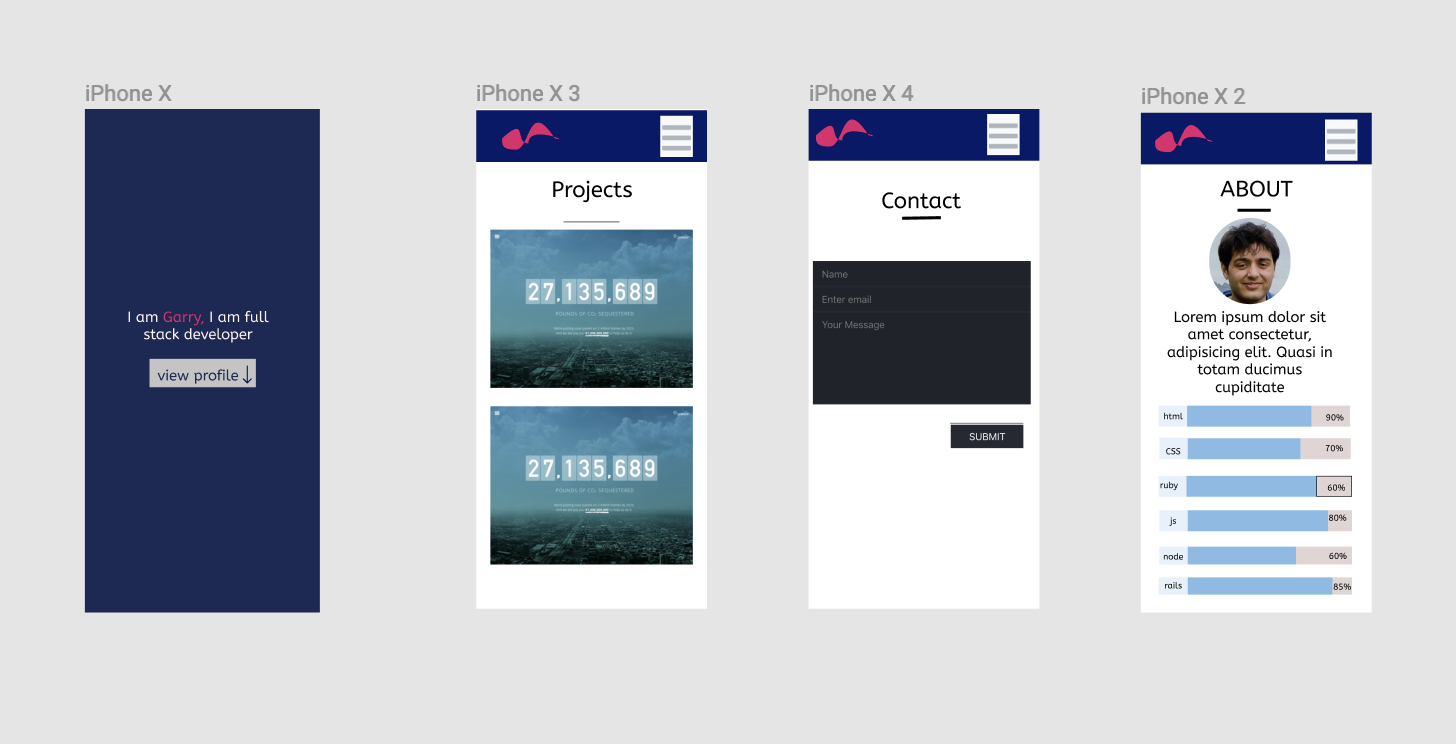 iPhone X
I am Garry, I am full
stack developer
view profile
iPhone X 3
Projects
27,135,689
POUNDS OF CO₂ SEQUESTERED
27,135,689
POUNDS OF CO₂ SEQUESTERED
iPhone X 4
Contact
Name
Enter email
Your Message
SUBMIT
iPhone X 2
ABOUT
Lorem ipsum dolor sit
amet consectetur,
adipisicing elit. Quasi in
totam ducimus
cupiditate
html 90%
css 70%
ruby 60%
js 80%
node 60%
rails 85%